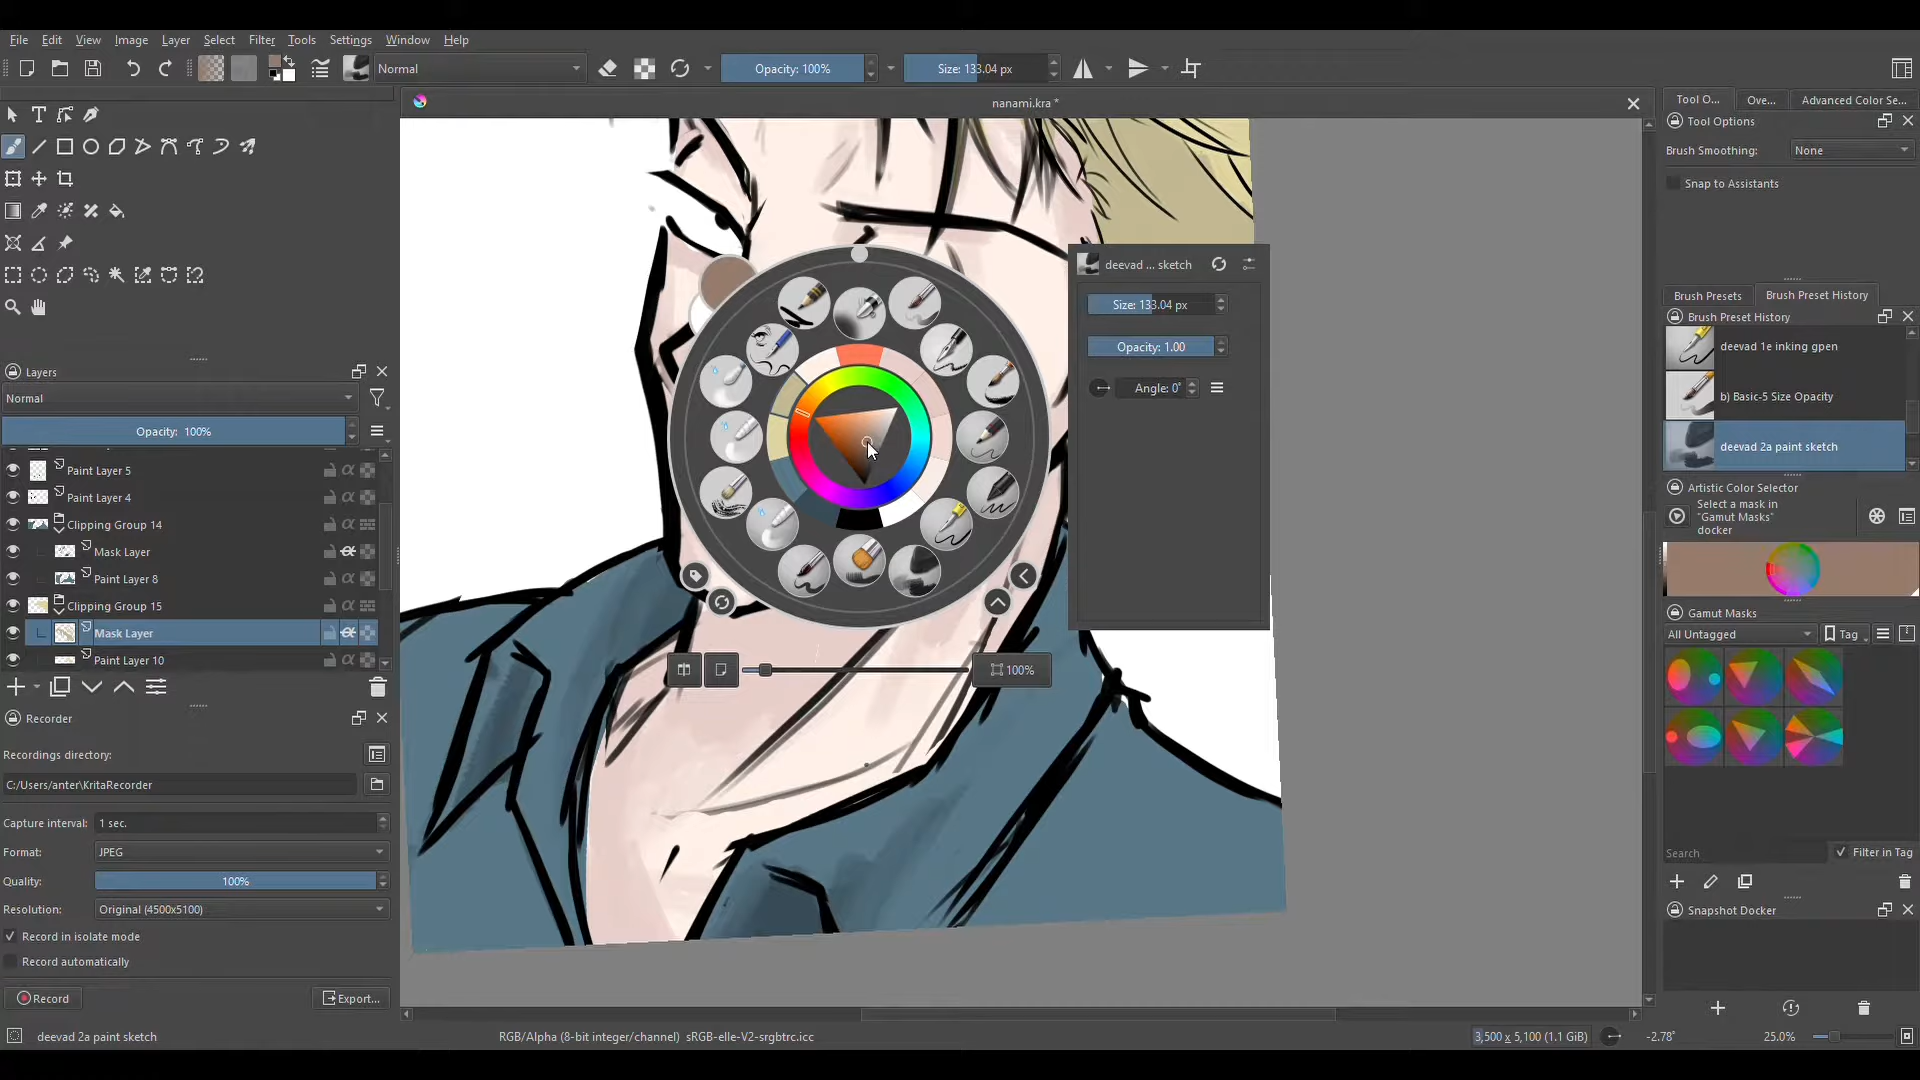 File Edit View Image Layer Select Filter Tools Settings Window Help
Normal
Opacity: 100%
Size: 133.04 px
nanami.kra *
Tool O...
Ove...
Advanced Color Se...
Tool Options
Brush Smoothing:
None
Snap to Assistants
Brush Presets
Brush Preset History
Brush Preset History
deevad 1e inking gpen
b) Basic-5 Size Opacity
deevad 2a paint sketch
Artistic Color Selector
Select a mask in
"Gamut Masks"
docker
Gamut Masks
All Untagged
Tag
Search
Filter in Tag
Snapshot Docker
Layers
Normal
Opacity: 100%
Paint Layer 5
Paint Layer 4
Clipping Group 14
Mask Layer
Paint Layer 8
Clipping Group 15
Mask Layer
Paint Layer 10
Recorder
Recordings directory:
C:/Users/anter\KritaRecorder
Capture interval:
1 sec.
Format:
JPEG
Quality:
100%
Resolution:
Original (4500x5100)
Record in isolate mode
Record automatically
Record
Export...
deevad ... sketch
Size: 133.04 px
Opacity: 1.00
Angle: 0°
100%
deevad 2a paint sketch
RGB/Alpha (8-bit integer/channel) sRGB-elle-V2-srgbtrc.icc
3,500 x 5,100 (1.1 GiB)
-2.78°
25.0%